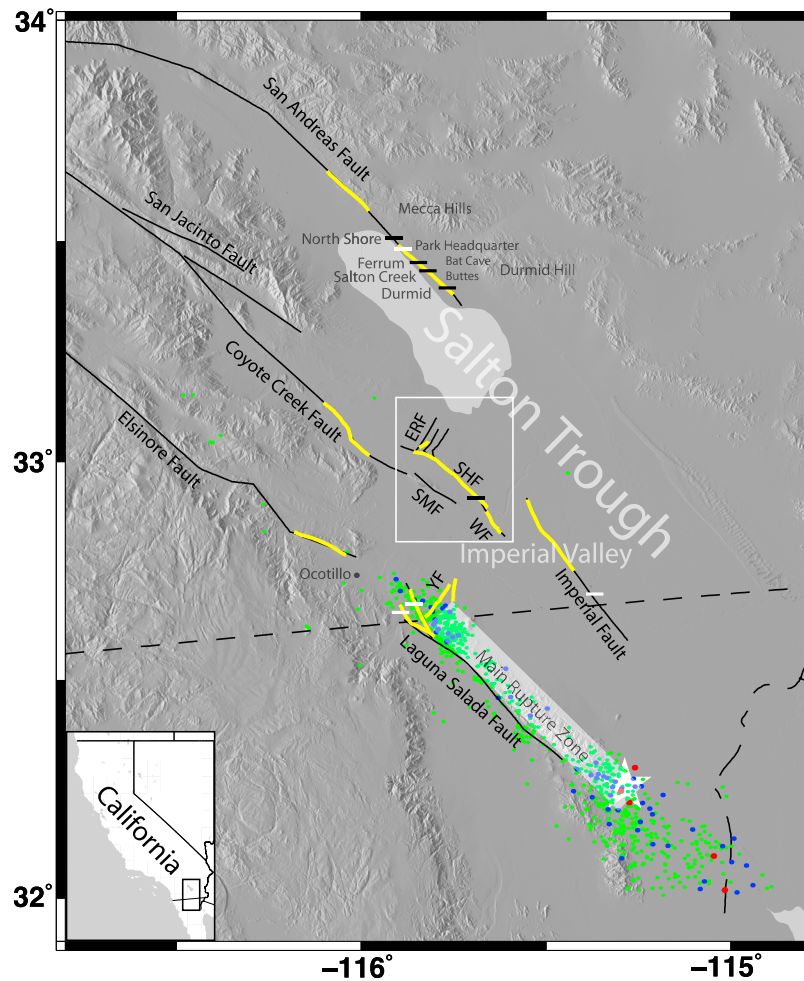 34°
San Andreas Fault
San Jacinto Fault
Mecca Hills
North Shore
Park Headquarter
Ferrum
Bat Cave
Buttes
Durmid Hill
Salton Creek
Durmid
Salton Trough
Coyote Creek Fault
33°
Elsinore Fault
ERF
SHF
SMF
WF
Imperial Valley
Ocotillo
YF
Imperial Fault
Laguna Salada Fault
Main Rupture Zone
California
32°
−116°
−115°